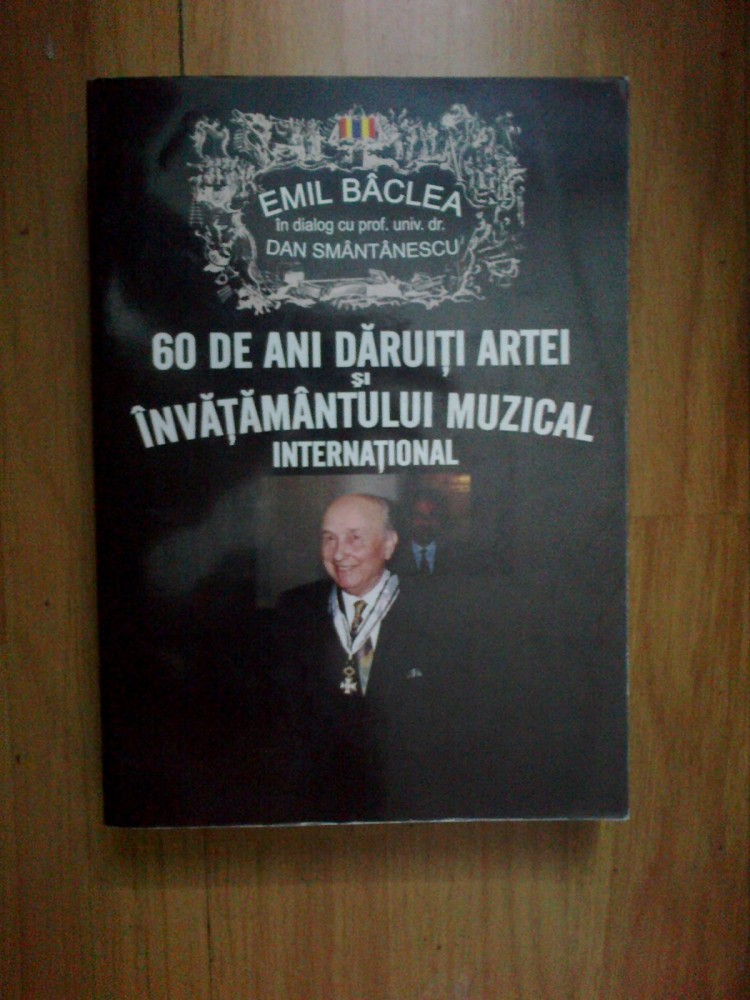 EMIL BÂCLEA
în dialog cu prof. univ. dr.
DAN SMÂNTÂNESCU
60 DE ANI DĂRUIȚI ARTEI
ȘI
ÎNVĂȚĂMÂNTULUI MUZICAL
INTERNAȚIONAL